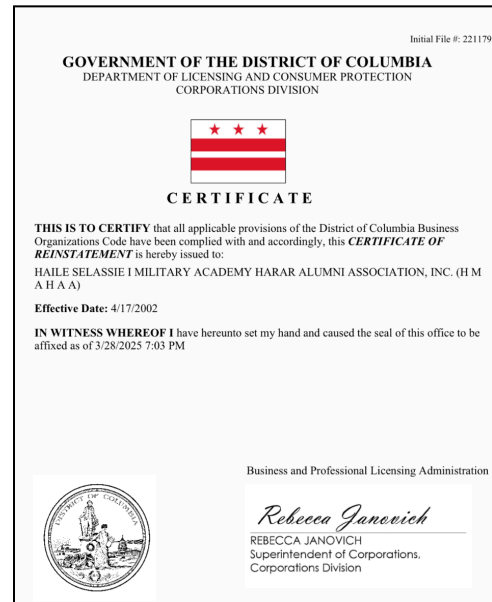 Initial File #: 221179
GOVERNMENT OF THE DISTRICT OF COLUMBIA
DEPARTMENT OF LICENSING AND CONSUMER PROTECTION
CORPORATIONS DIVISION
CERTIFICATE
THIS IS TO CERTIFY that all applicable provisions of the District of Columbia Business
Organizations Code have been complied with and accordingly, this CERTIFICATE OF
REINSTATEMENT is hereby issued to:
HAILE SELASSIE I MILITARY ACADEMY HARAR ALUMNI ASSOCIATION, INC. (H M
A H A A)
Effective Date: 4/17/2002
IN WITNESS WHEREOF I have hereunto set my hand and caused the seal of this office to be
affixed as of 3/28/2025 7:03 PM
Business and Professional Licensing Administration
DISTRICT OF COLUMBIA
Rebecca Janovich
REBECCA JANOVICH
Superintendent of Corporations,
Corporations Division